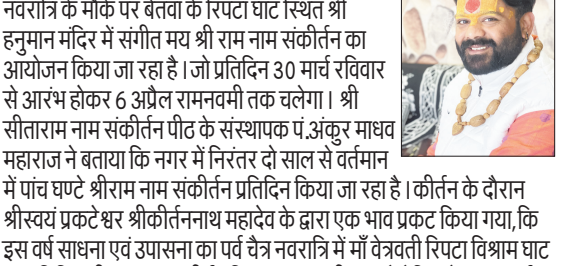 नवरात्रि के मौके पर बेतवा के रिपटा घाट स्थित श्री
हनुमान मंदिर में संगीत मय श्री राम नाम संकीर्तन का
आयोजन किया जा रहा है।जो प्रतिदिन 30 मार्च रविवार
से आरंभ होकर 6 अप्रैल रामनवमी तक चलेगा। श्री
सीताराम नाम संकीर्तन पीठ के संस्थापक पं.अंकुर माधव
महाराज ने बताया कि नगर में निरंतर दो साल से वर्तमान
में पांच घण्टे श्रीराम नाम संकीर्तन प्रतिदिन किया जा रहा है।कीर्तन के दौरान
श्रीस्वयं प्रकटेश्वर श्रीकीर्तननाथ महादेव के द्वारा एक भाव प्रकट किया गया,कि
इस वर्ष साधना एवं उपासना का पर्व चैत्र नवरात्रि में माँ वेत्रवती रिपटा विश्राम घाट